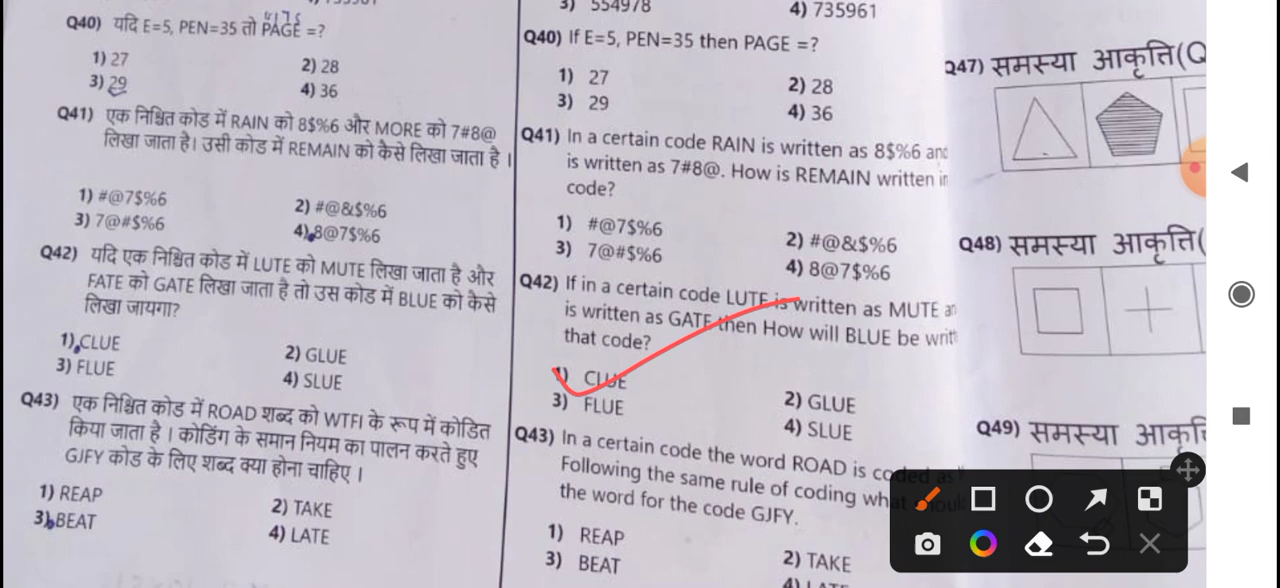 Q40) यदि E=5, PEN=35 तो PAGE =?
1) 27
2) 28
3) 29
4) 36
Q41) एक निश्चित कोड में RAIN को 8$%6 और MORE को 7#8@
लिखा जाता है। उसी कोड में REMAIN को कैसे लिखा जाता है ।
1) #@7$%6
2) #@&$%6
3) 7@#$%6
4) 8@7$%6
Q42) यदि एक निश्चित कोड में LUTE को MUTE लिखा जाता है और
FATE को GATE लिखा जाता है तो उस कोड में BLUE को कैसे
लिखा जायगा?
1) CLUE
2) GLUE
3) FLUE
4) SLUE
Q43) एक निश्चित कोड में ROAD शब्द को WTFI के रूप में कोडित
किया जाता है । कोडिंग के समान नियम का पालन करते हुए
GJFY कोड के लिए शब्द क्या होना चाहिए ।
1) REAP
2) TAKE
3) BEAT
4) LATE
3) 554978
4) 735961
Q40) If E=5, PEN=35 then PAGE =?
1) 27
2) 28
3) 29
4) 36
Q41) In a certain code RAIN is written as 8$%6 and
is written as 7#8@. How is REMAIN written in
code?
1) #@7$%6
2) #@&$%6
3) 7@#$%6
4) 8@7$%6
Q42) If in a certain code LUTE is written as MUTE
is written as GATE then How will BLUE be writ
that code?
1) CLUE
2) GLUE
3) FLUE
4) SLUE
Q43) In a certain code the word ROAD is coded as
Following the same rule of coding what
the word for the code GJFY.
1) REAP
2) TAKE
3) BEAT
Q47) समस्या आकृति(Q
Q48) समस्या आकृति(
Q49) समस्या